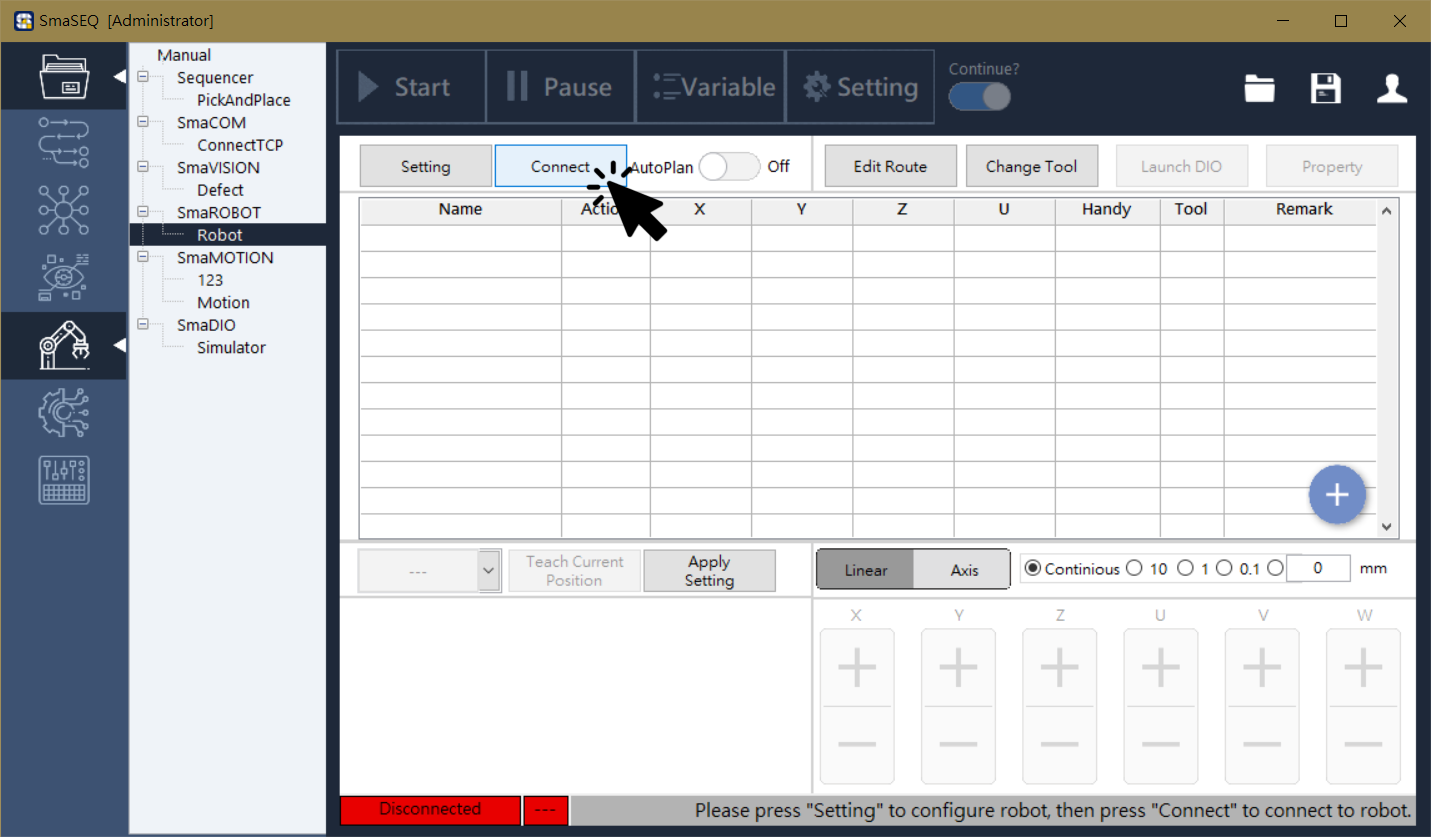 SmaSEQ [Administrator]
Manual
Sequencer
PickAndPlace
SmaCOM
ConnectTCP
SmaVISION
Defect
SmaROBOT
Robot
SmaMOTION
123
Motion
SmaDIO
Simulator
Start
Pause
Variable
Setting
Continue?
Setting
Connect
AutoPlan
Off
Edit Route
Change Tool
Launch DIO
Property
Name Actio X Y Z U Handy Tool Remark
---
Teach Current
Position
Apply
Setting
Linear
Axis
Continious 10 1 0.1 0 mm
X Y Z U V W
Disconnected
---
Please press "Setting" to configure robot, then press "Connect" to connect to robot.